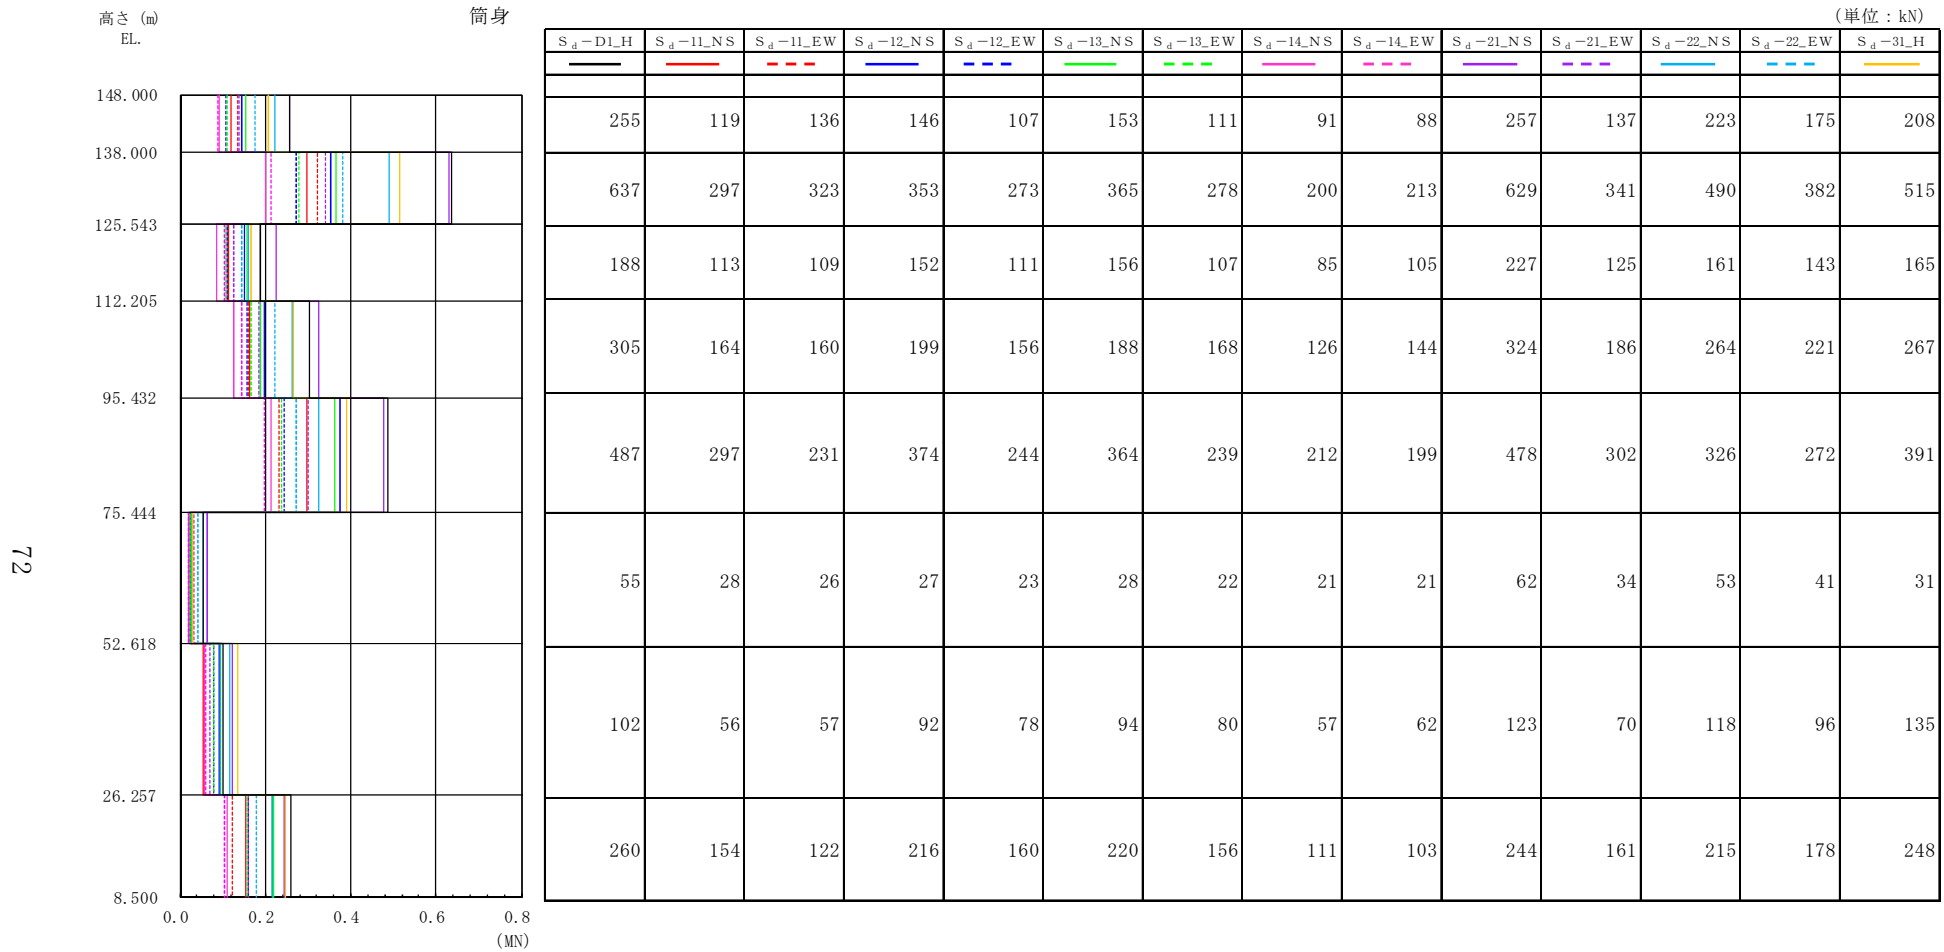 高さ (m)
EL.
筒身
(単位：kN)
Sd－D1_H Sd－11_NS Sd－11_EW Sd－12_NS Sd－12_EW Sd－13_NS Sd－13_EW Sd－14_NS Sd－14_EW Sd－21_NS Sd－21_EW Sd－22_NS Sd－22_EW Sd－31_H
148.000
255 119 136 146 107 153 111 91 88 257 137 223 175 208
138.000
637 297 323 353 273 365 278 200 213 629 341 490 382 515
125.543
188 113 109 152 111 156 107 85 105 227 125 161 143 165
112.205
305 164 160 199 156 188 168 126 144 324 186 264 221 267
95.432
487 297 231 374 244 364 239 212 199 478 302 326 272 391
75.444
55 28 26 27 23 28 22 21 21 62 34 53 41 31
52.618
102 56 57 92 78 94 80 57 62 123 70 118 96 135
26.257
260 154 122 216 160 220 156 111 103 244 161 215 178 248
8.500
0.0 0.2 0.4 0.6 0.8
(MN)
72